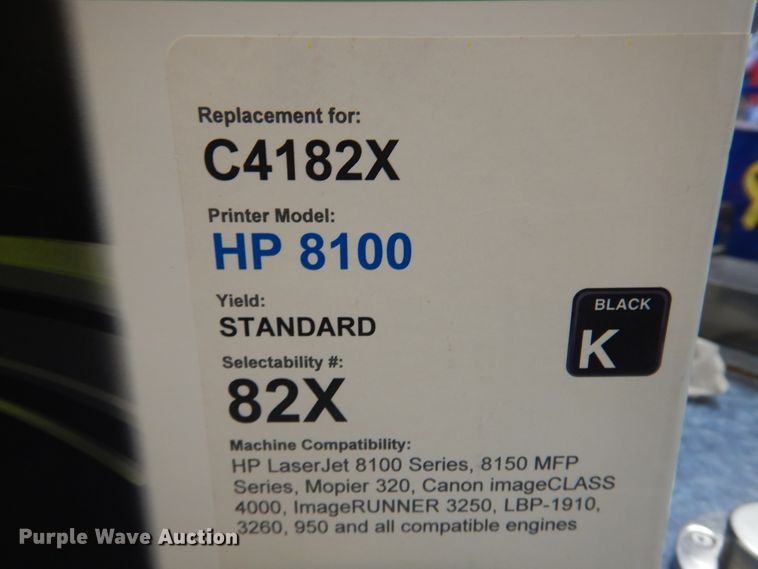 Replacement for:
C4182X
Printer Model:
HP 8100
Yield:
STANDARD
Selectability #:
82X
BLACK
K
Machine Compatibility:
HP LaserJet 8100 Series, 8150 MFP
Series, Mopier 320, Canon imageCLASS
4000, ImageRUNNER 3250, LBP-1910,
3260, 950 and all compatible engines
Purple Wave Auction